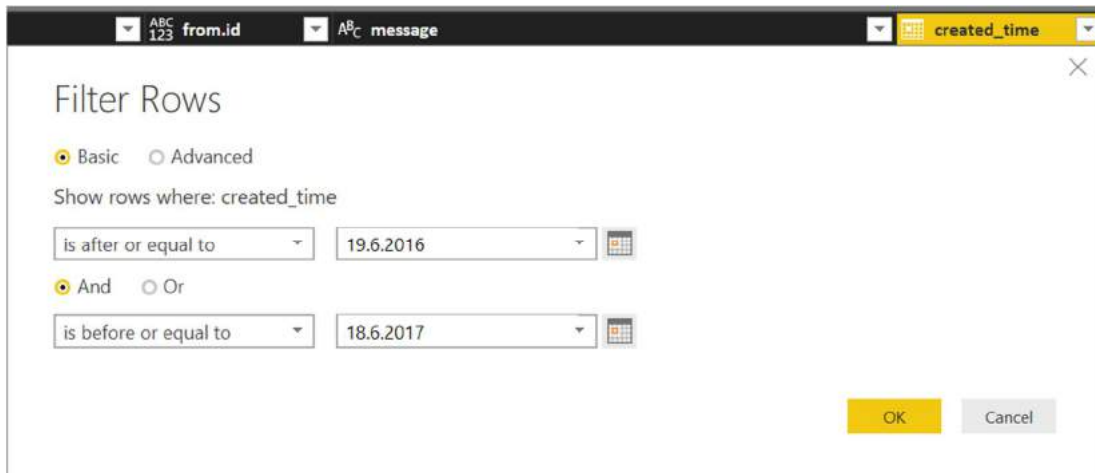 ABC 123 from.id ABC message created_time
Filter Rows
Basic Advanced
Show rows where: created_time
is after or equal to 19.6.2016
And Or
is before or equal to 18.6.2017
OK Cancel